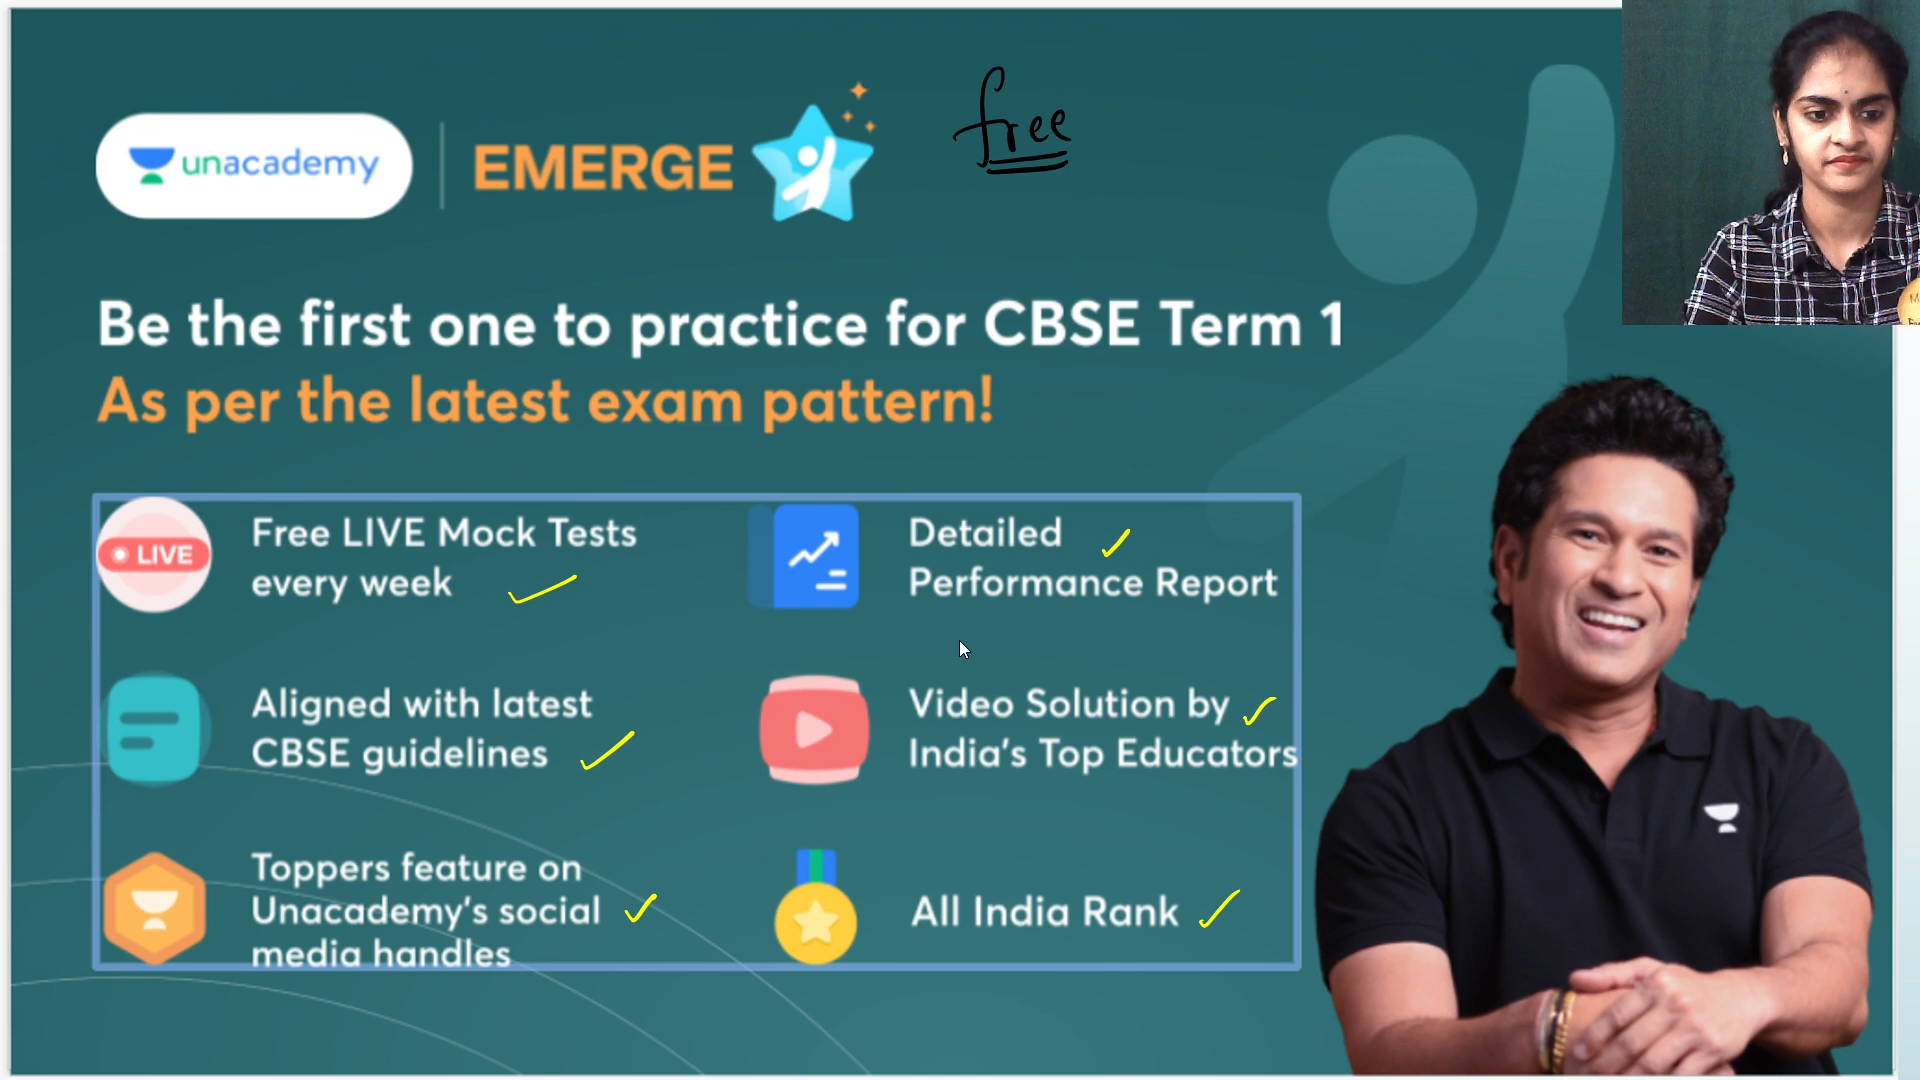 unacademy
EMERGE
free
Be the first one to practice for CBSE Term 1
As per the latest exam pattern!
LIVE
Free LIVE Mock Tests
every week
Detailed
Performance Report
Aligned with latest
CBSE guidelines
Video Solution by
India's Top Educators
Toppers feature on
Unacademy's social
media handles
All India Rank